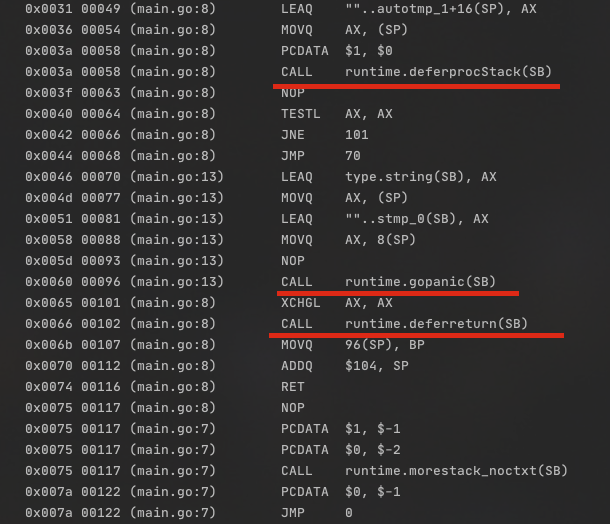 0x0031 00049 (main.go:8) LEAQ ""..autotmp_1+16(SP), AX
0x0036 00054 (main.go:8) MOVQ AX, (SP)
0x003a 00058 (main.go:8) PCDATA $1, $0
0x003a 00058 (main.go:8) CALL runtime.deferprocStack(SB)
0x003f 00063 (main.go:8) NOP
0x0040 00064 (main.go:8) TESTL AX, AX
0x0042 00066 (main.go:8) JNE 101
0x0044 00068 (main.go:8) JMP 70
0x0046 00070 (main.go:13) LEAQ type.string(SB), AX
0x004d 00077 (main.go:13) MOVQ AX, (SP)
0x0051 00081 (main.go:13) LEAQ ""..stmp_0(SB), AX
0x0058 00088 (main.go:13) MOVQ AX, 8(SP)
0x005d 00093 (main.go:13) NOP
0x0060 00096 (main.go:13) CALL runtime.gopanic(SB)
0x0065 00101 (main.go:8) XCHGL AX, AX
0x0066 00102 (main.go:8) CALL runtime.deferreturn(SB)
0x006b 00107 (main.go:8) MOVQ 96(SP), BP
0x0070 00112 (main.go:8) ADDQ $104, SP
0x0074 00116 (main.go:8) RET
0x0075 00117 (main.go:8) NOP
0x0075 00117 (main.go:7) PCDATA $1, $-1
0x0075 00117 (main.go:7) PCDATA $0, $-2
0x0075 00117 (main.go:7) CALL runtime.morestack_noctxt(SB)
0x007a 00122 (main.go:7) PCDATA $0, $-1
0x007a 00122 (main.go:7) JMP 0